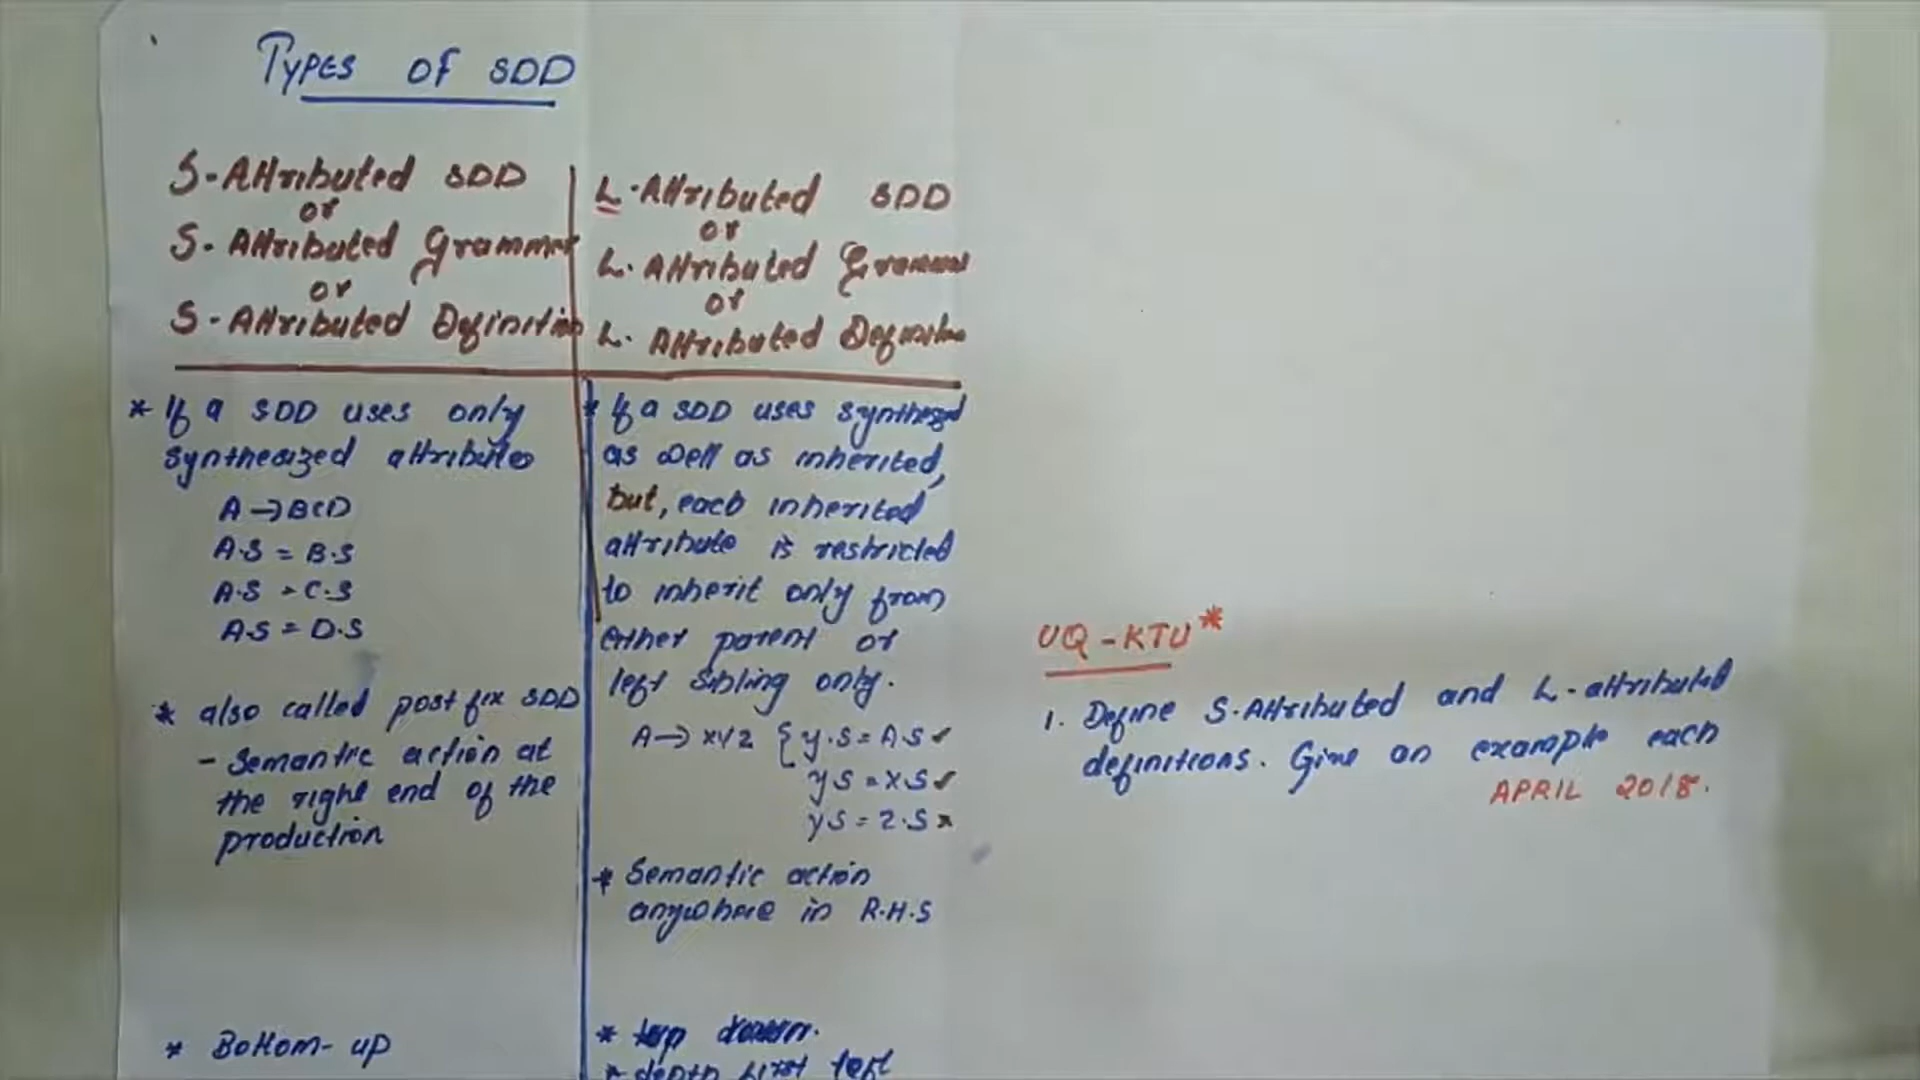 Types of SDD
S-Attributed SDD
or
S-Attributed Grammar
or
S-Attributed Definition
* If a SDD uses only
synthesized attributes
A→BCD
A.S = B.S
A.S = C.S
A.S = D.S
* also called post fix SDD
- Semantic action at
the right end of the
production
* Bottom-up
L-Attributed SDD
or
L-Attributed Grammar
or
L-Attributed Definition
* If a SDD uses synthesized
as well as inherited,
but, each inherited
attribute is restricted
to inherit only from
either parent or
left sibling only.
A→XYZ {Y.S = A.S ✓
Y.S = X.S ✓
Y.S = Z.S x
* Semantic action
anywhere in R.H.S
* top down.
* depth first left
UQ-KTU*
1. Define S-Attributed and L-attributed
definitions. Give an example each
APRIL 2018.